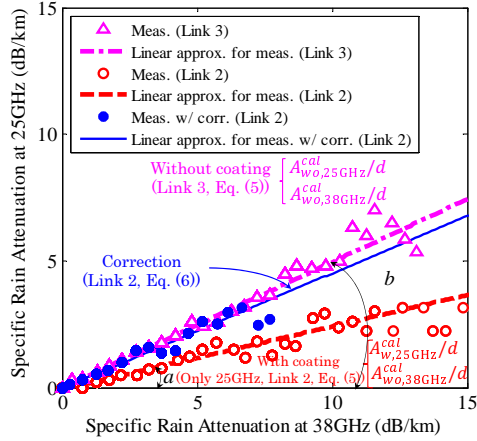 Specific Rain Attenuation at 25GHz (dB/km)
15
10
5
0
Meas. (Link 3)
Linear approx. for meas. (Link 3)
Meas. (Link 2)
Linear approx. for meas. (Link 2)
Meas. w/ corr. (Link 2)
Linear approx. for meas. w/ corr. (Link 2)
Without coating
(Link 3, Eq. (5))
A^{cal}_{wo,25GHz}/d
A^{cal}_{wo,38GHz}/d
Correction
(Link 2, Eq. (6))
b
a
With coating
(Only 25GHz, Link 2, Eq. (5))
A^{cal}_{w,25GHz}/d
A^{cal}_{wo,38GHz}/d
0 5 10 15
Specific Rain Attenuation at 38GHz (dB/km)